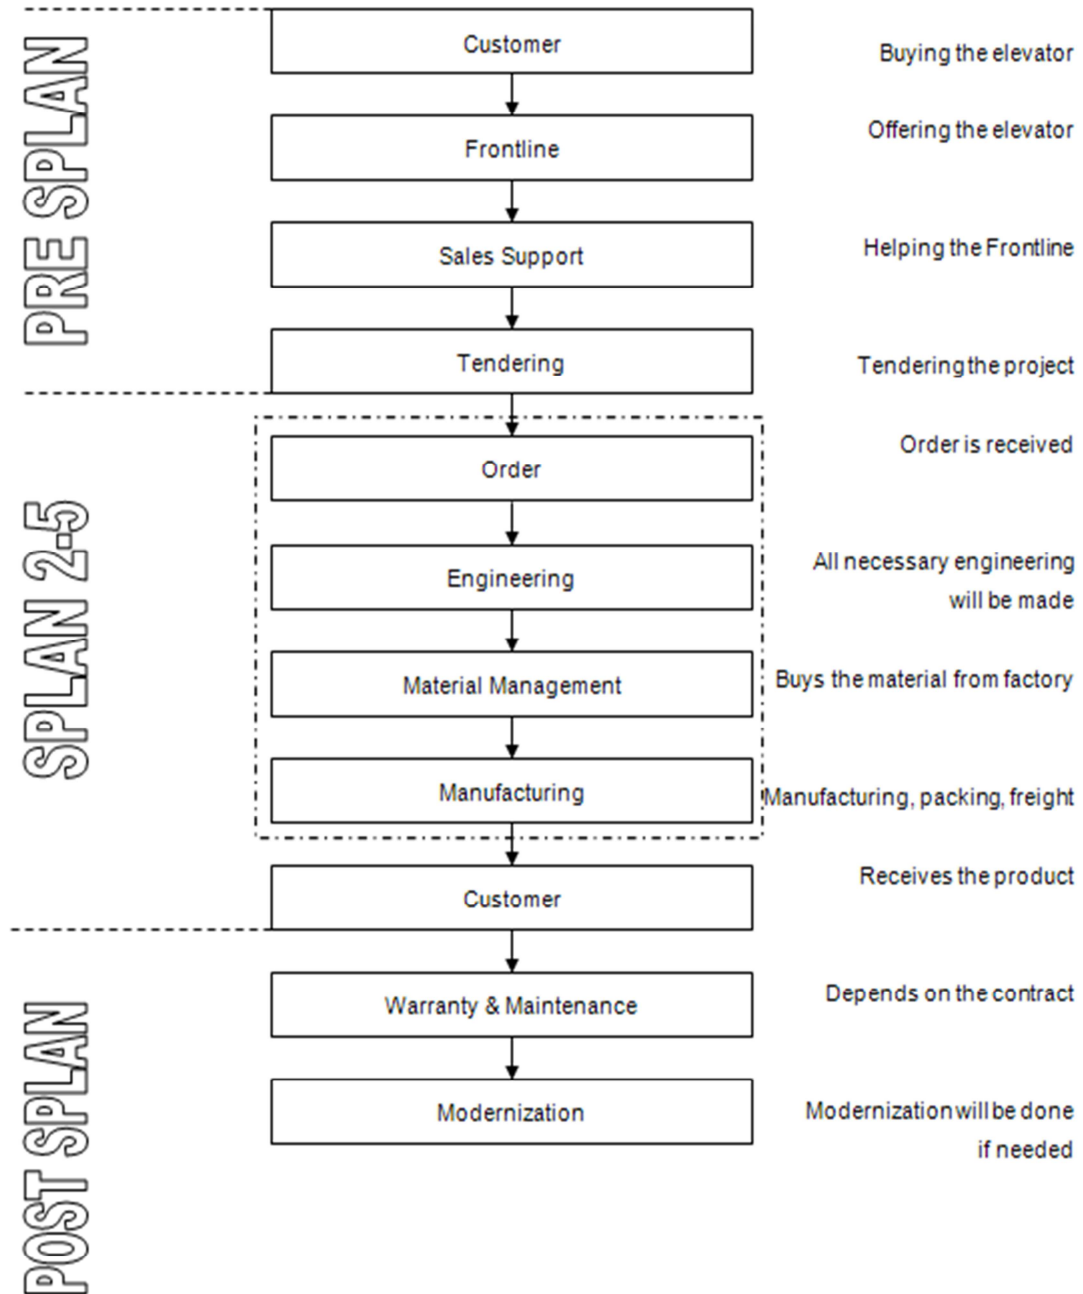 PRE SPLAN
Customer
Buying the elevator
Frontline
Offering the elevator
Sales Support
Helping the Frontline
Tendering
Tendering the project
SPLAN 2-5
Order
Order is received
Engineering
All necessary engineering
will be made
Material Management
Buys the material from factory
Manufacturing
Manufacturing, packing, freight
Customer
Receives the product
POST SPLAN
Warranty & Maintenance
Depends on the contract
Modernization
Modernization will be done
if needed